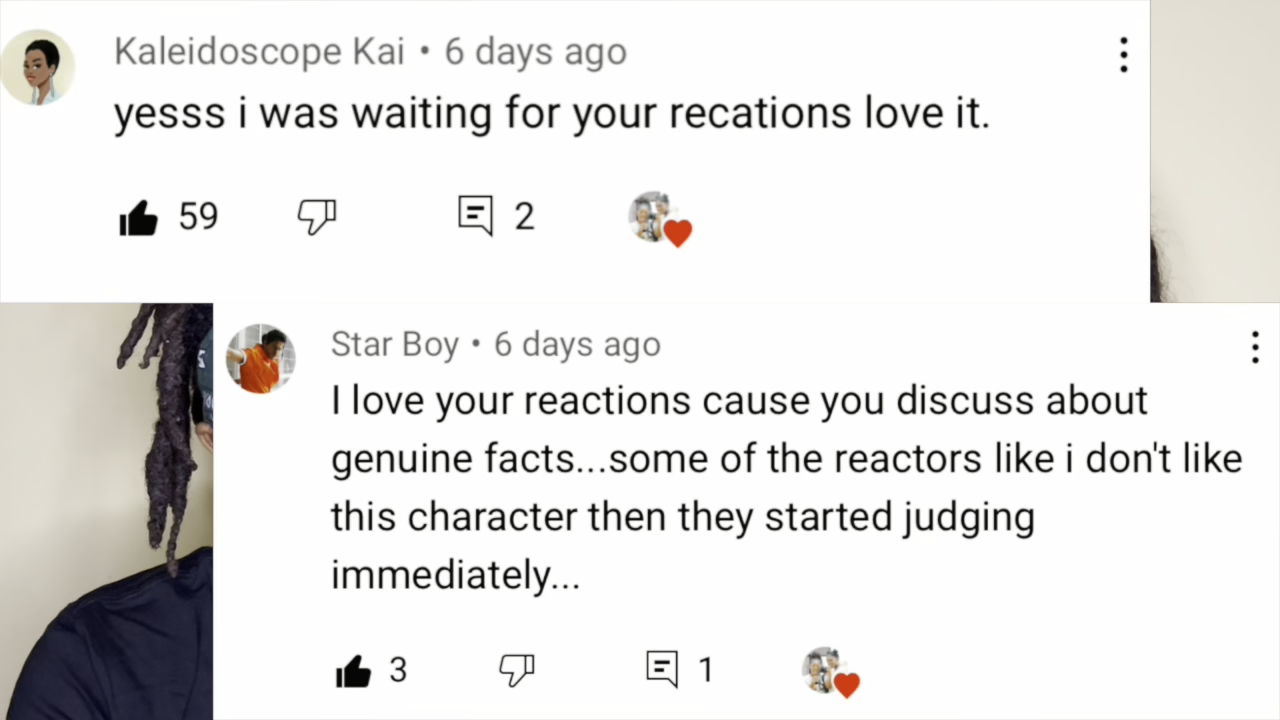 Kaleidoscope Kai • 6 days ago
yesss i was waiting for your recations love it.
59
2
Star Boy • 6 days ago
I love your reactions cause you discuss about
genuine facts...some of the reactors like i don't like
this character then they started judging
immediately...
3
1